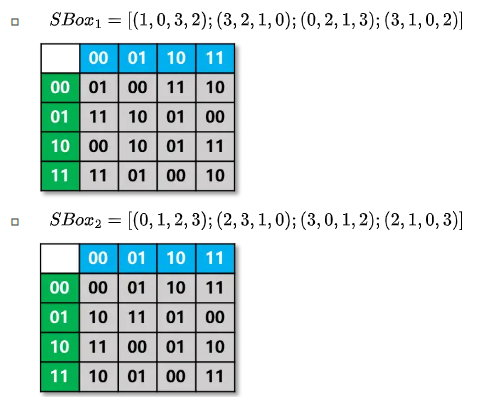 SBox₁ = [(1, 0, 3, 2); (3, 2, 1, 0); (0, 2, 1, 3); (3, 1, 0, 2)]
00 01 10 11
00 01 00 11 10
01 11 10 01 00
10 00 10 01 11
11 11 01 00 10
SBox₂ = [(0, 1, 2, 3); (2, 3, 1, 0); (3, 0, 1, 2); (2, 1, 0, 3)]
00 01 10 11
00 00 01 10 11
01 10 11 01 00
10 11 00 01 10
11 10 01 00 11